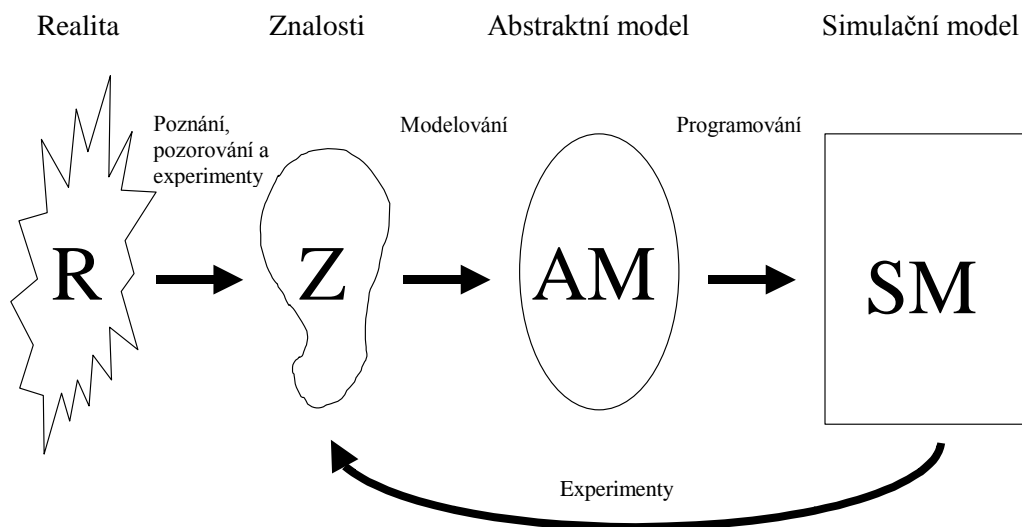 Realita
Znalosti
Abstraktní model
Simulační model
Poznání,
pozorování a
experimenty
Modelování
Programování
R
Z
AM
SM
Experimenty